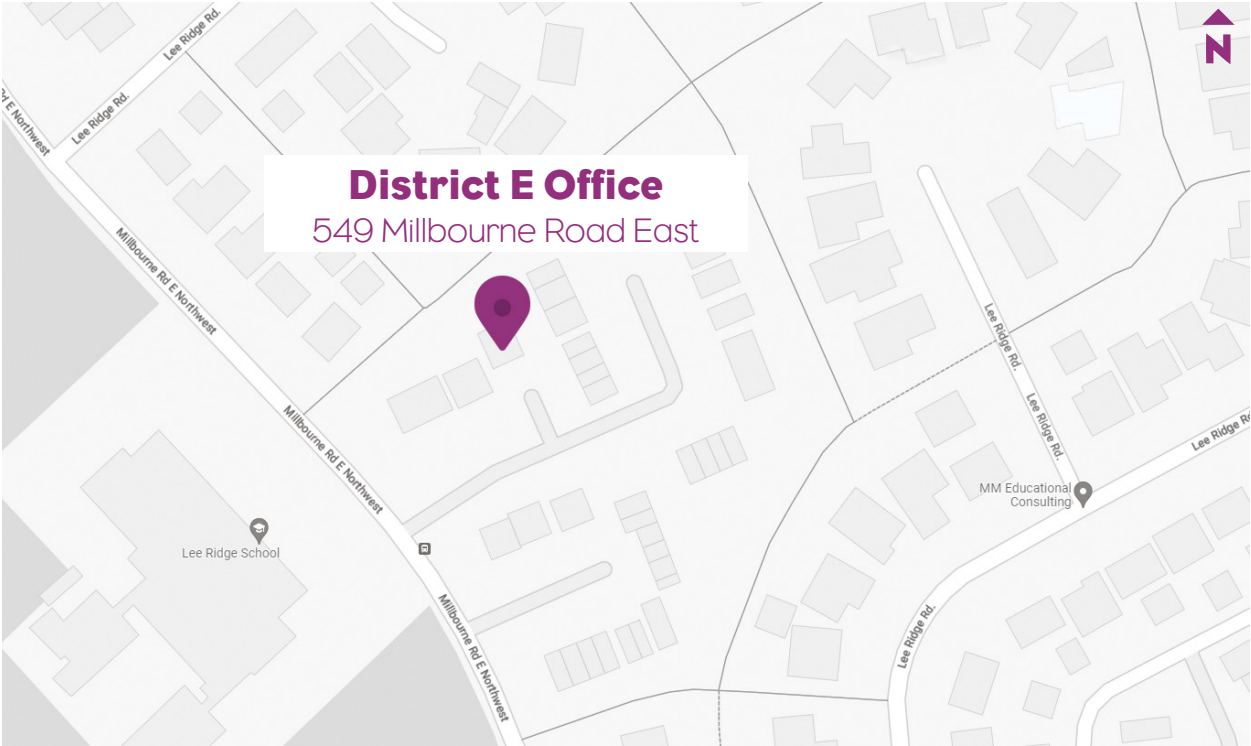 Lee Ridge Rd.
N
Rd E Northwest
Lee Ridge Rd.
District E Office
549 Millbourne Road East
Millbourne Rd E Northwest
Lee Ridge Rd.
Millbourne Rd E Northwest
Lee Ridge Rd.
Lee Ridge Rd
MM Educational
Consulting
Lee Ridge School
Millbourne Rd E Northwest
Lee Ridge Rd.